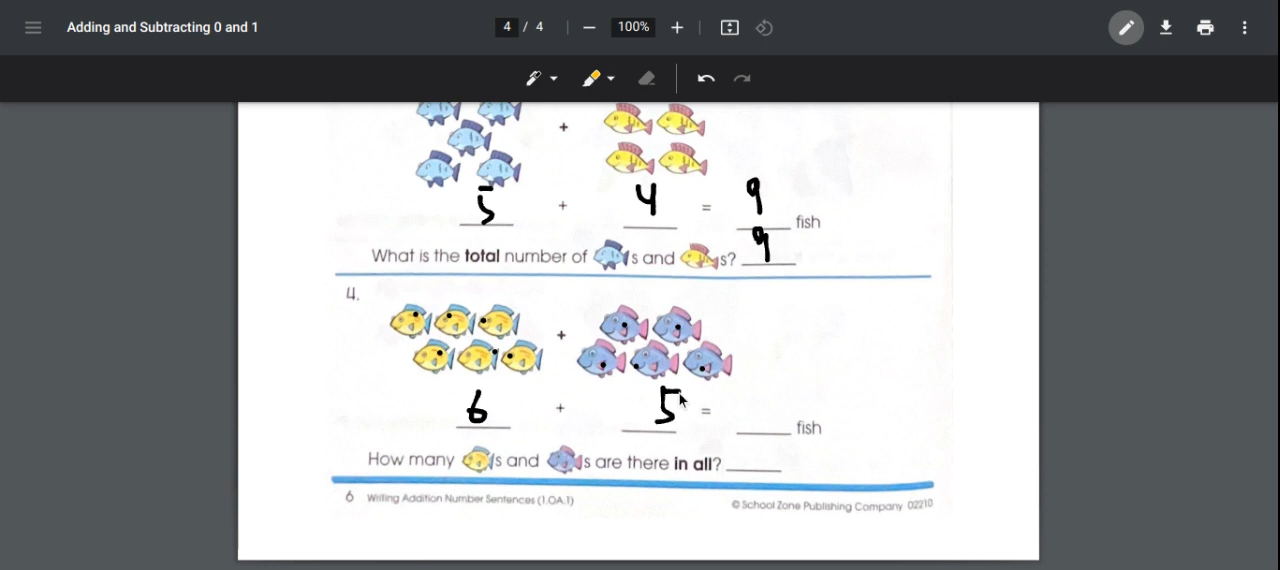 Adding and Subtracting 0 and 1
4 / 4
100%
+
5 + 4 = 9 fish
What is the total number of s and s? 9
4.
+
6 + 5 = fish
How many s and s are there in all?
6 Writing Addition Number Sentences (1.OA.1)
© School Zone Publishing Company 02210